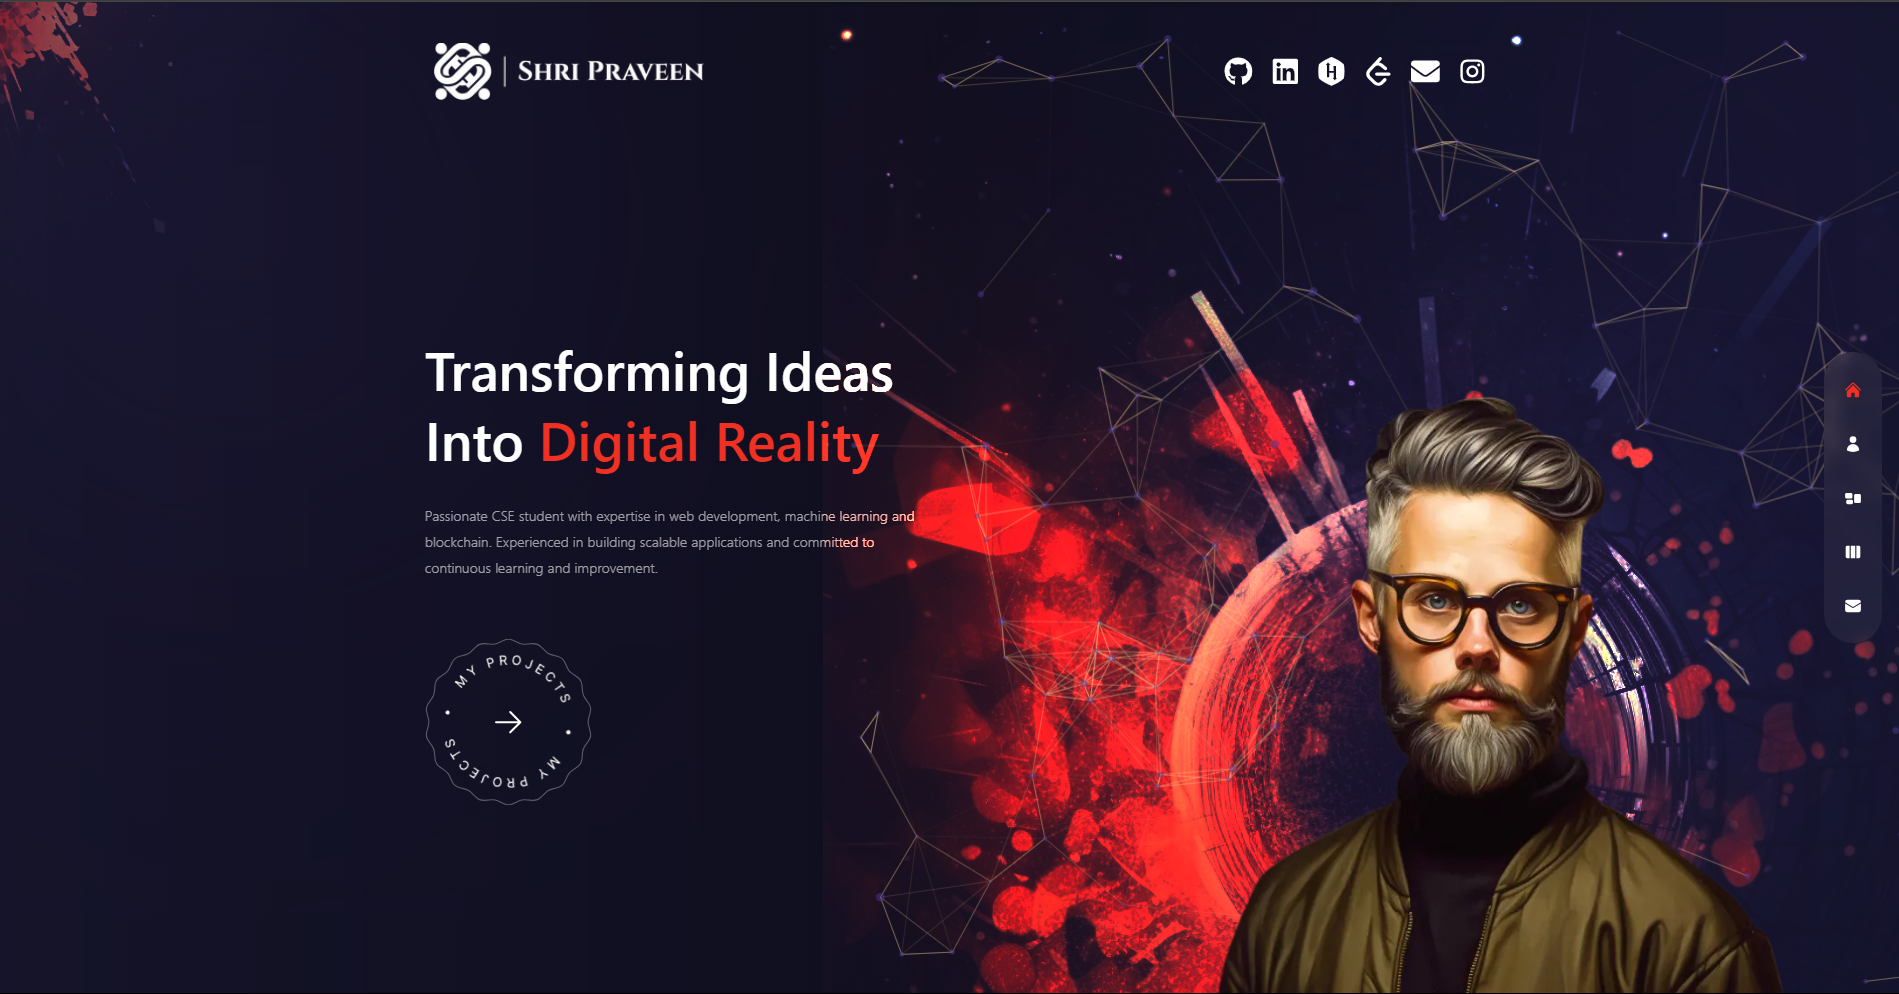 SHRI PRAVEEN
Transforming Ideas
Into Digital Reality
Passionate CSE student with expertise in web development, machine learning and
blockchain. Experienced in building scalable applications and committed to
continuous learning and improvement.
MY PROJECTS • MY PROJECTS •